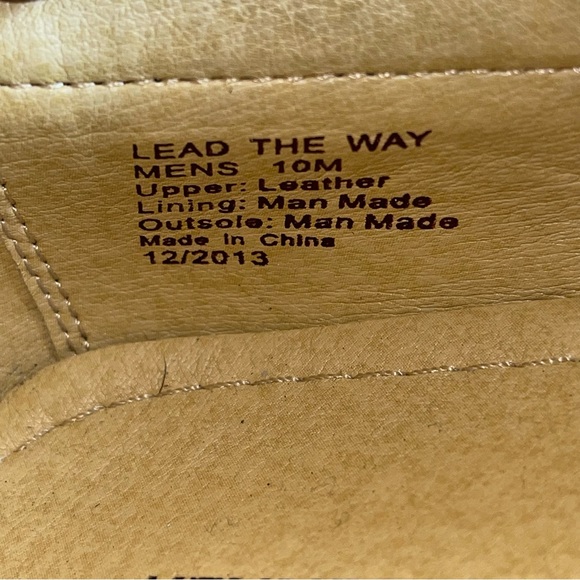 LEAD THE WAY
MENS 10M
Upper: Leather
Lining: Man Made
Outsole: Man Made
Made In China
12/2013